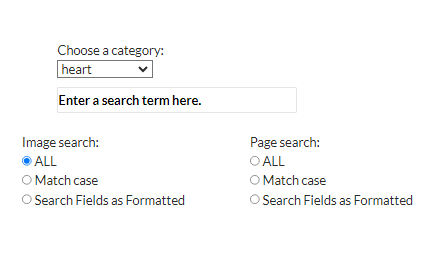 Choose a category:
heart
Enter a search term here.
Image search:
ALL
Match case
Search Fields as Formatted
Page search:
ALL
Match case
Search Fields as Formatted